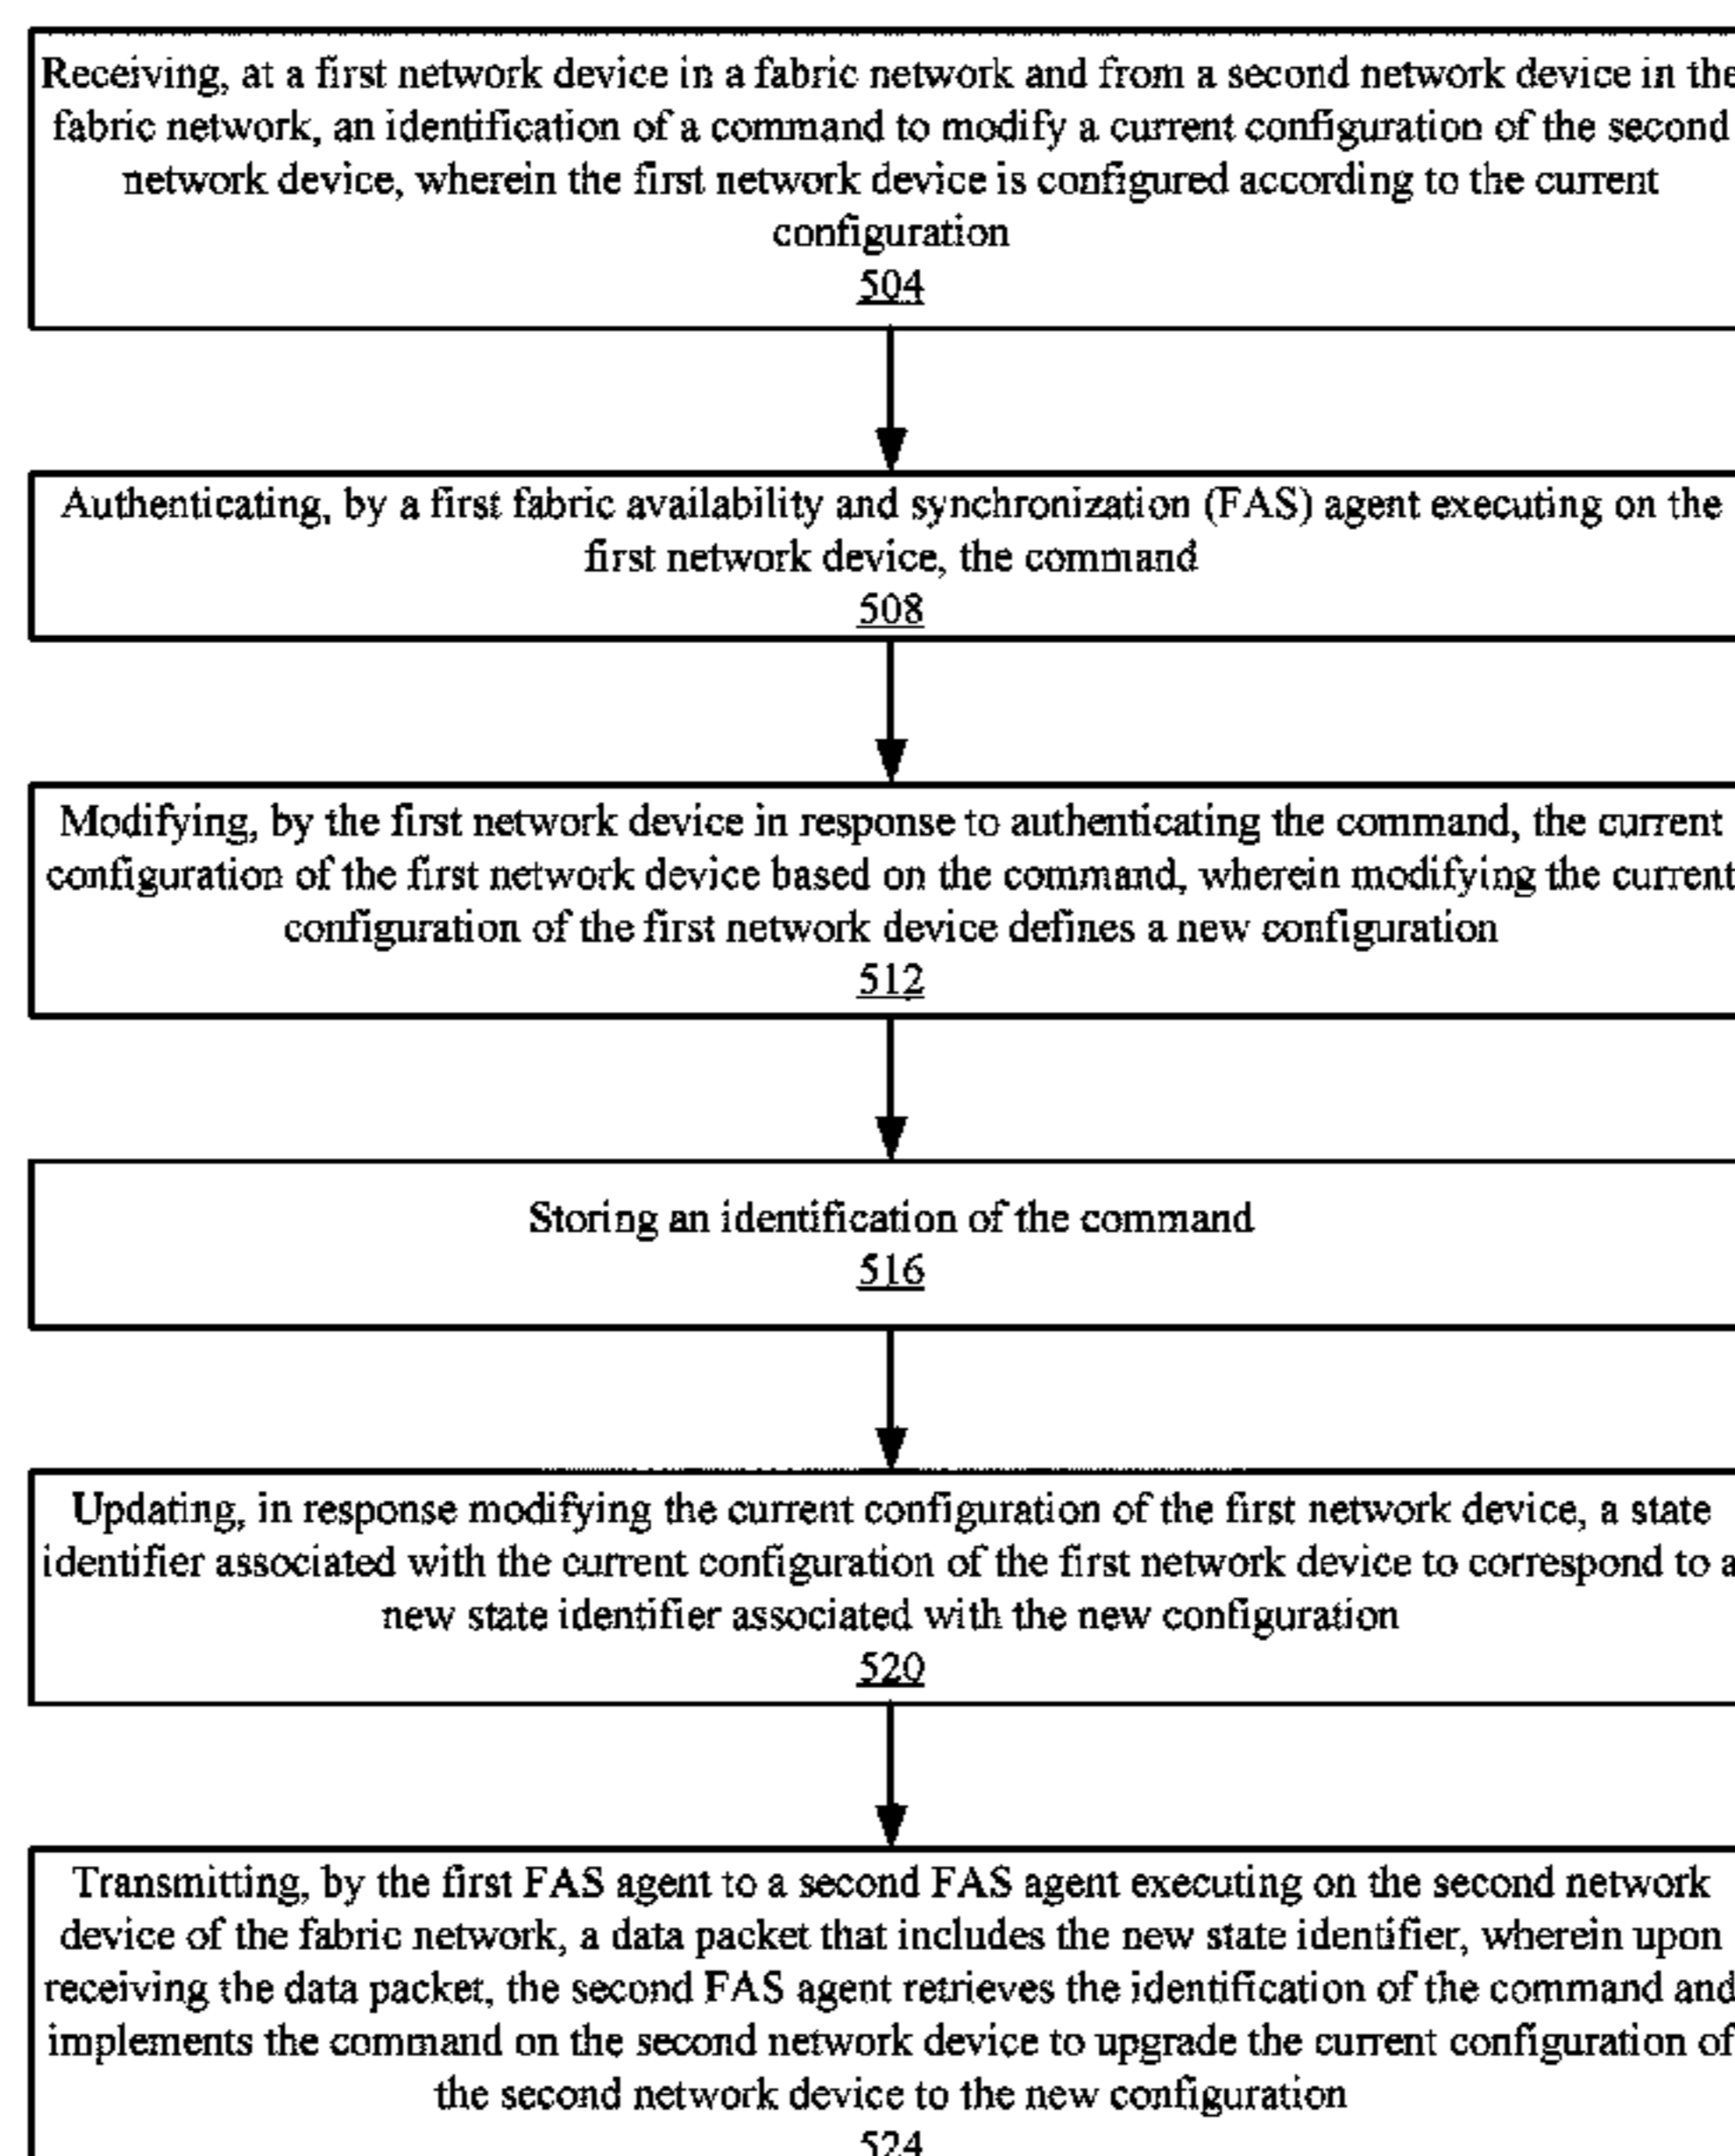 Receiving, at a first network device in a fabric network and from a second network device in the
fabric network, an identification of a command to modify a current configuration of the second
network device, wherein the first network device is configured according to the current
configuration
504
Authenticating, by a first fabric availability and synchronization (FAS) agent executing on the
first network device, the command
508
Modifying, by the first network device in response to authenticating the command, the current
configuration of the first network device based on the command, wherein modifying the current
configuration of the first network device defines a new configuration
512
Storing an identification of the command
516
Updating, in response modifying the current configuration of the first network device, a state
identifier associated with the current configuration of the first network device to correspond to a
new state identifier associated with the new configuration
520
Transmitting, by the first FAS agent to a second FAS agent executing on the second network
device of the fabric network, a data packet that includes the new state identifier, wherein upon
receiving the data packet, the second FAS agent retrieves the identification of the command and
implements the command on the second network device to upgrade the current configuration of
the second network device to the new configuration
524